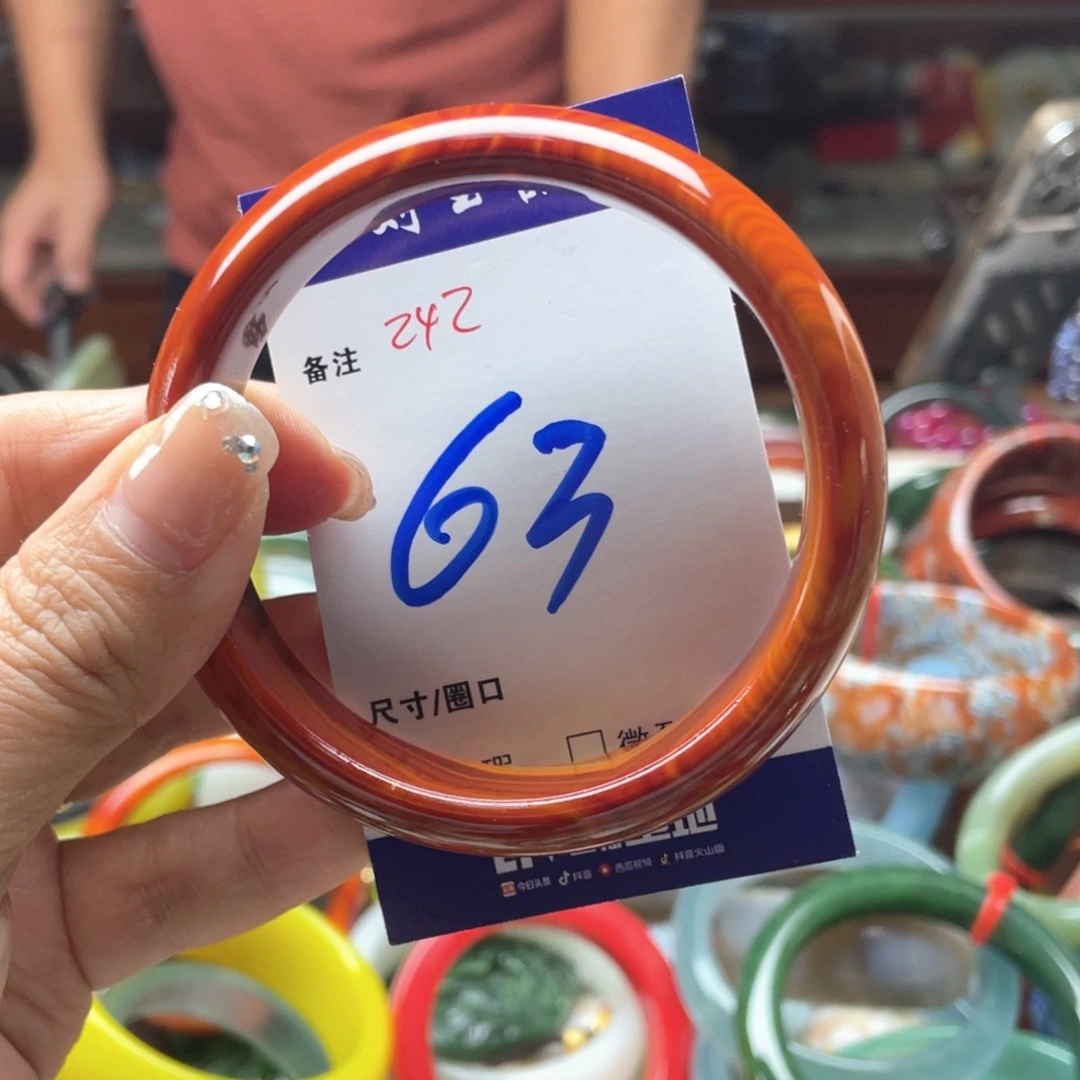 242
备注
63
尺寸/圈口
今日头条 抖音 西瓜视频 抖音火山版